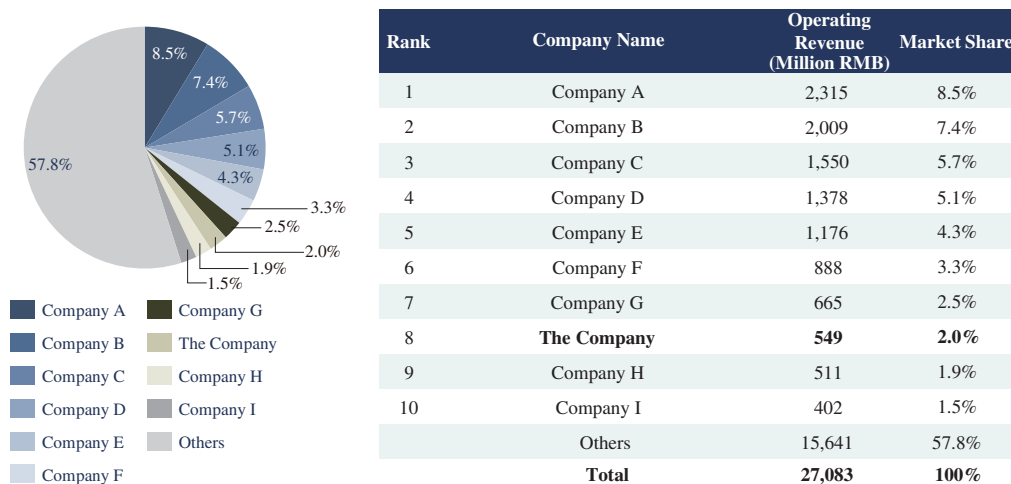 8.5%
7.4%
5.7%
5.1%
4.3%
3.3%
2.5%
2.0%
1.9%
1.5%
57.8%
Company A
Company B
Company C
Company D
Company E
Company F
Company G
The Company
Company H
Company I
Others
Rank Company Name Operating Revenue (Million RMB) Market Share
1 Company A 2,315 8.5%
2 Company B 2,009 7.4%
3 Company C 1,550 5.7%
4 Company D 1,378 5.1%
5 Company E 1,176 4.3%
6 Company F 888 3.3%
7 Company G 665 2.5%
8 The Company 549 2.0%
9 Company H 511 1.9%
10 Company I 402 1.5%
Others 15,641 57.8%
Total 27,083 100%